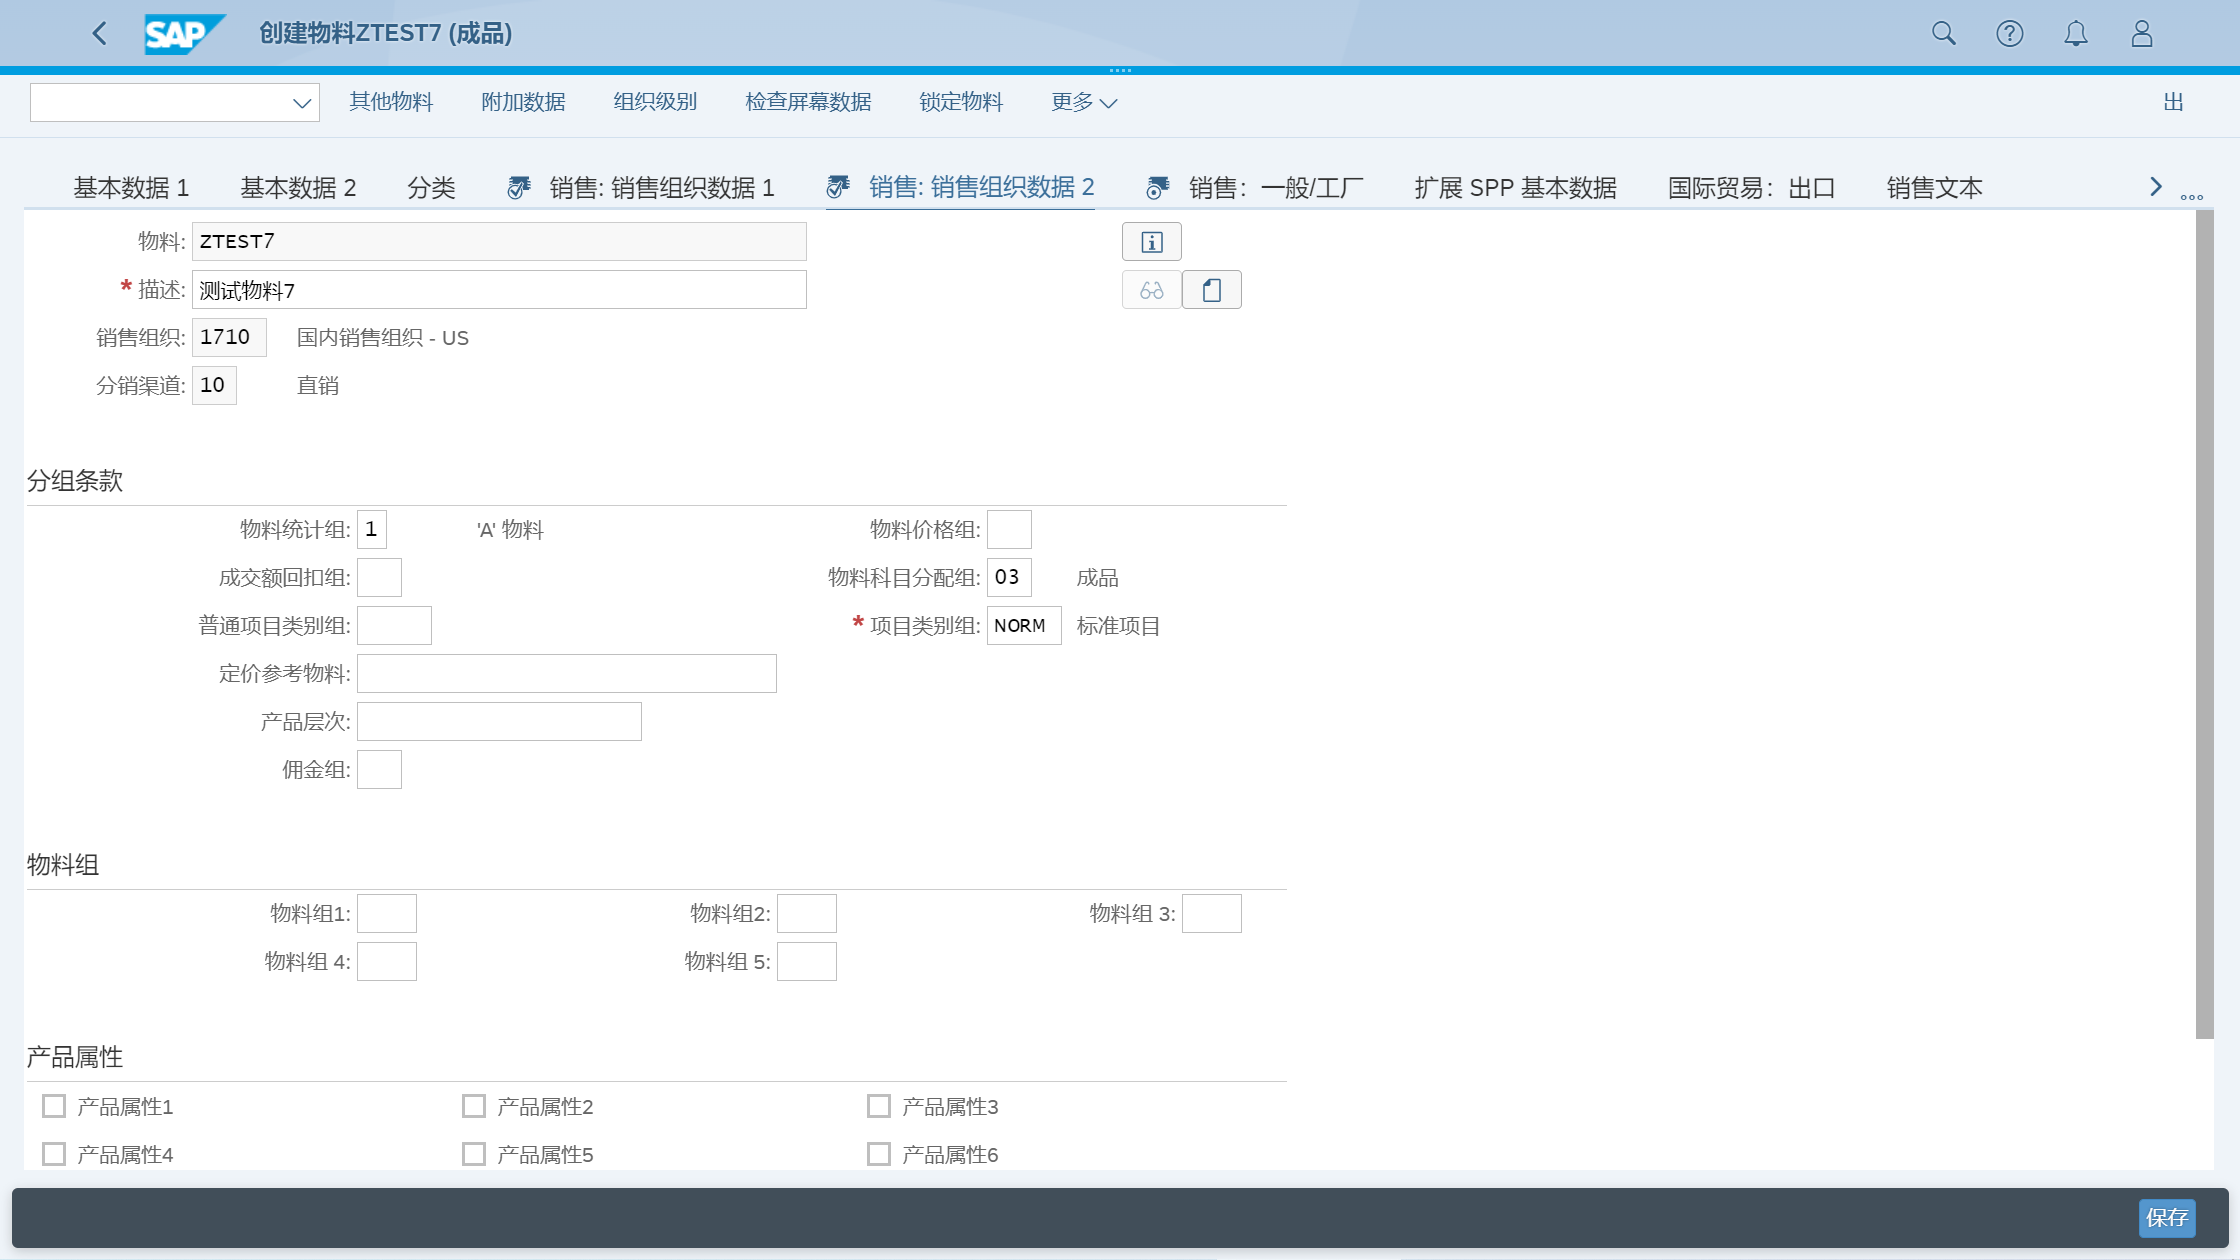 SAP 创建物料ZTEST7 (成品)
其他物料 附加数据 组织级别 检查屏幕数据 锁定物料 更多 出
基本数据 1 基本数据 2 分类 销售: 销售组织数据 1 销售: 销售组织数据 2 销售：一般/工厂 扩展 SPP 基本数据 国际贸易：出口 销售文本
物料: ZTEST7
* 描述: 测试物料7
销售组织: 1710 国内销售组织 - US
分销渠道: 10 直销
分组条款
物料统计组: 1 'A' 物料 物料价格组:
成交额回扣组: 物料科目分配组: 03 成品
普通项目类别组: * 项目类别组: NORM 标准项目
定价参考物料:
产品层次:
佣金组:
物料组
物料组1: 物料组2: 物料组 3:
物料组 4: 物料组 5:
产品属性
产品属性1 产品属性2 产品属性3
产品属性4 产品属性5 产品属性6
保存